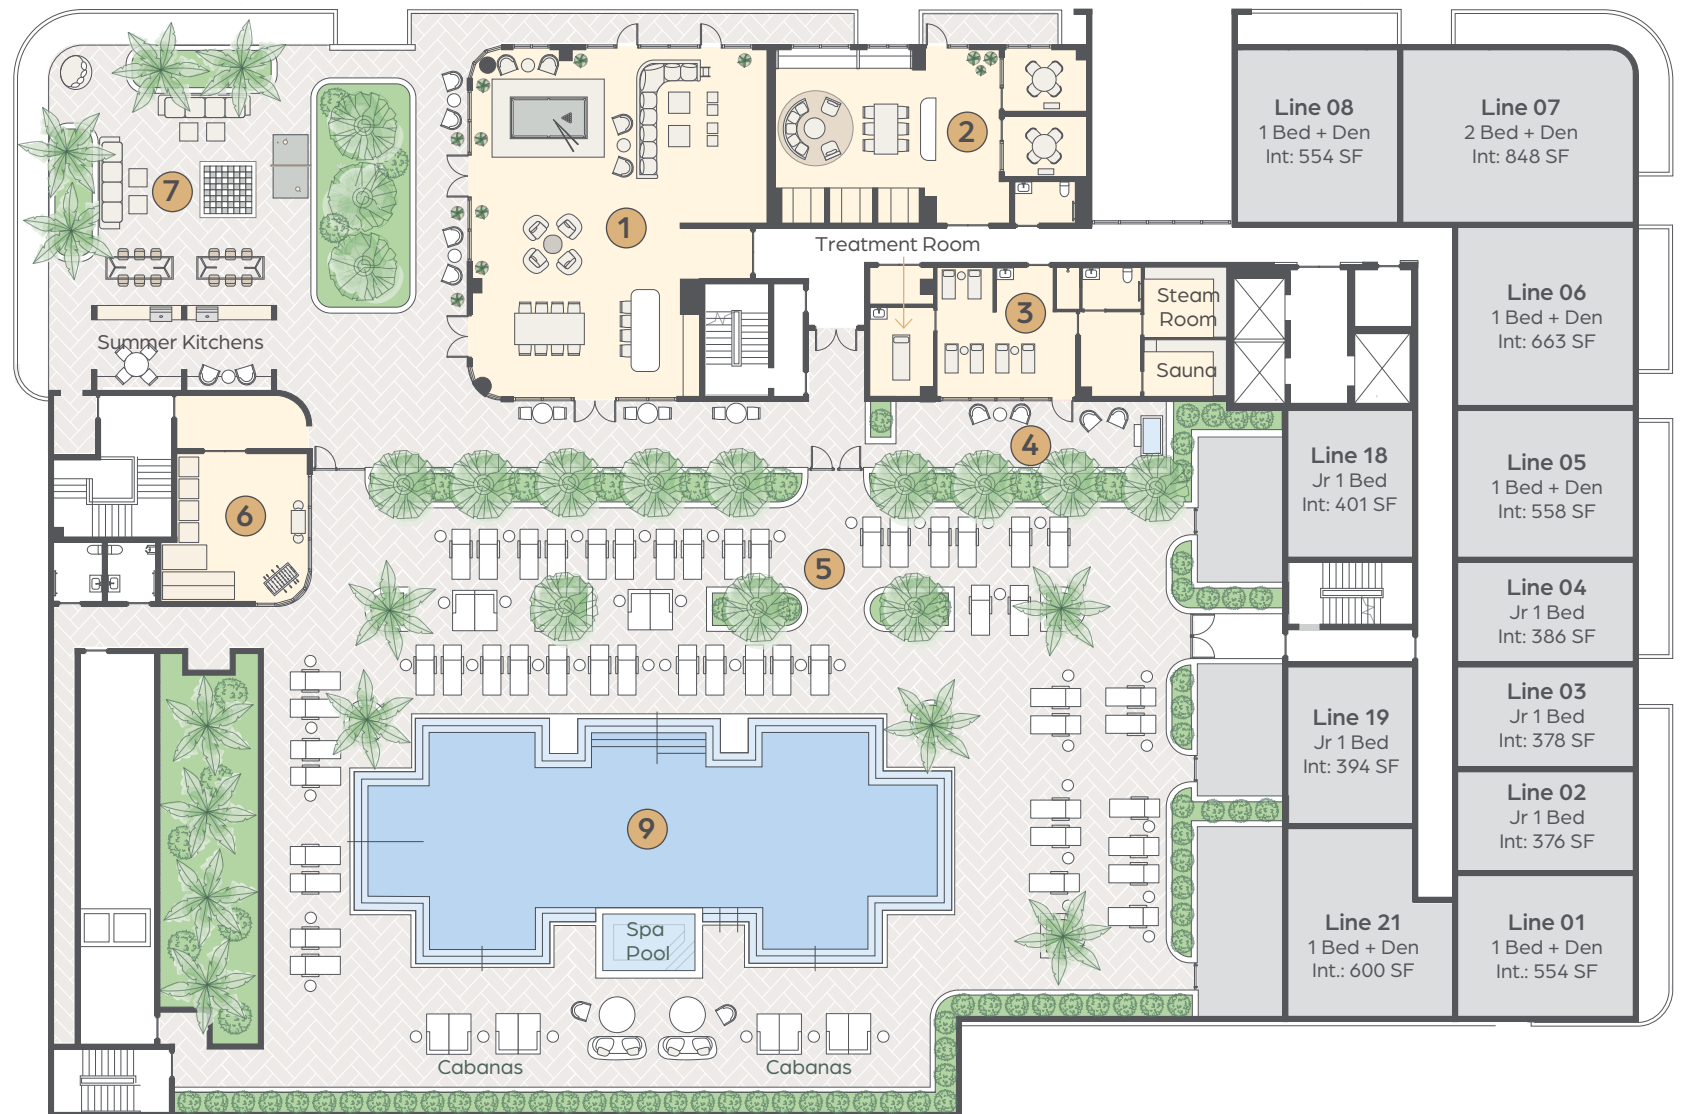 Line 08
1 Bed + Den
Int: 554 SF
Line 07
2 Bed + Den
Int: 848 SF
2
7
1
Treatment Room
3
Steam
Room
Sauna
Line 06
1 Bed + Den
Int: 663 SF
Summer Kitchens
4
Line 18
Jr 1 Bed
Int: 401 SF
Line 05
1 Bed + Den
Int: 558 SF
6
5
Line 04
Jr 1 Bed
Int: 386 SF
Line 19
Jr 1 Bed
Int: 394 SF
Line 03
Jr 1 Bed
Int: 378 SF
9
Line 02
Jr 1 Bed
Int: 376 SF
Spa
Pool
Line 21
1 Bed + Den
Int.: 600 SF
Line 01
1 Bed + Den
Int.: 554 SF
Cabanas
Cabanas